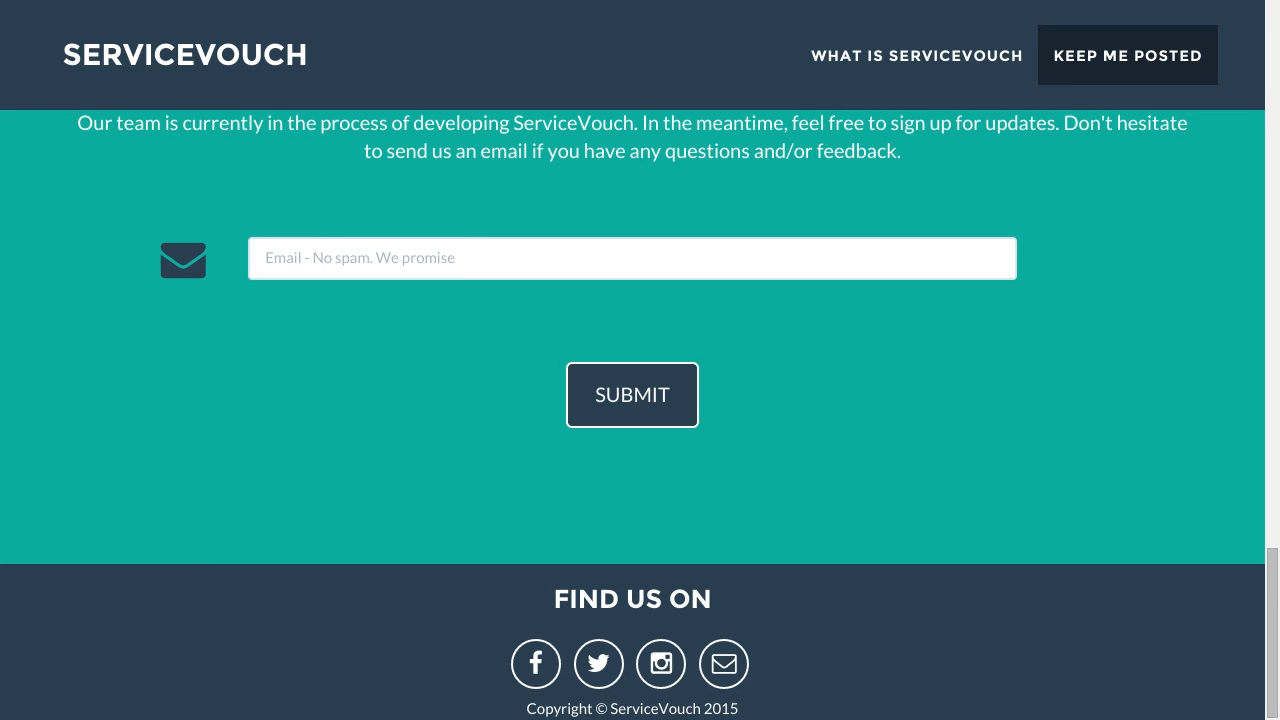 SERVICEVOUCH
WHAT IS SERVICEVOUCH
KEEP ME POSTED
Our team is currently in the process of developing ServiceVouch. In the meantime, feel free to sign up for updates. Don't hesitate
to send us an email if you have any questions and/or feedback.
Email - No spam. We promise
SUBMIT
FIND US ON
Copyright © ServiceVouch 2015